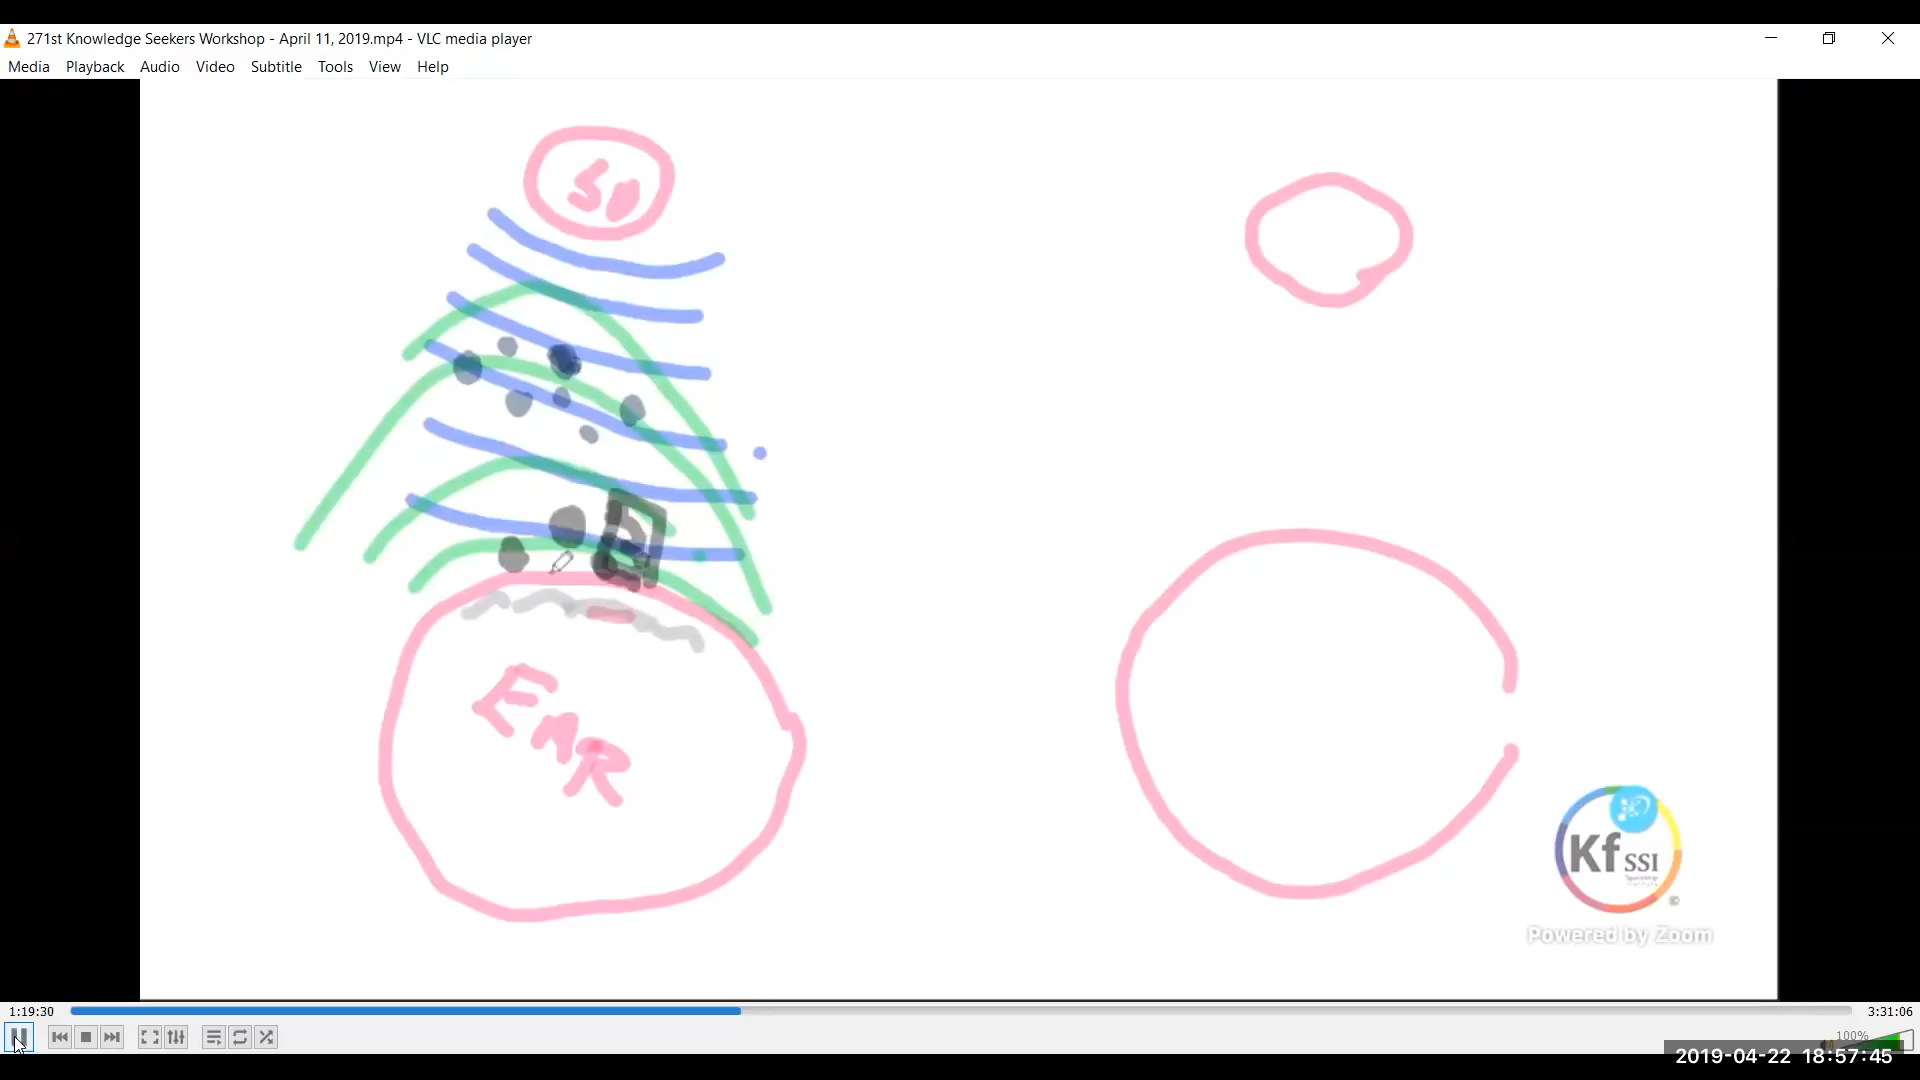 271st Knowledge Seekers Workshop - April 11, 2019.mp4 - VLC media player
Media Playback Audio Video Subtitle Tools View Help
EAR
Kf SSI
©
Powered by Zoom
1:19:30
3:31:06
100%
2019-04-22 18:57:45